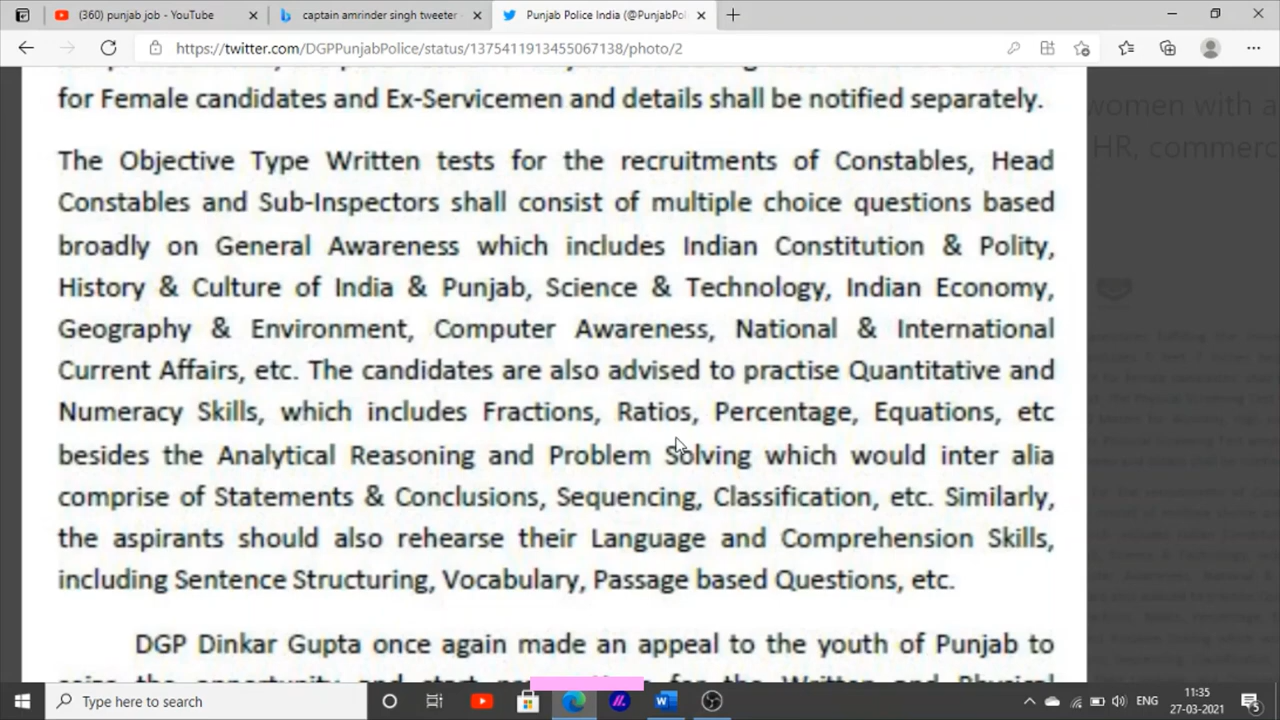 (360) punjab job - YouTube
captain amrinder singh tweeter
Punjab Police India (@PunjabPol
https://twitter.com/DGPPunjabPolice/status/1375411913455067138/photo/2
for Female candidates and Ex-Servicemen and details shall be notified separately.
The Objective Type Written tests for the recruitments of Constables, Head
Constables and Sub-Inspectors shall consist of multiple choice questions based
broadly on General Awareness which includes Indian Constitution & Polity,
History & Culture of India & Punjab, Science & Technology, Indian Economy,
Geography & Environment, Computer Awareness, National & International
Current Affairs, etc. The candidates are also advised to practise Quantitative and
Numeracy Skills, which includes Fractions, Ratios, Percentage, Equations, etc
besides the Analytical Reasoning and Problem Solving which would inter alia
comprise of Statements & Conclusions, Sequencing, Classification, etc. Similarly,
the aspirants should also rehearse their Language and Comprehension Skills,
including Sentence Structuring, Vocabulary, Passage based Questions, etc.
DGP Dinkar Gupta once again made an appeal to the youth of Punjab to
women with a
HR, commerc
Type here to search
ENG
11:35
27-03-2021
5